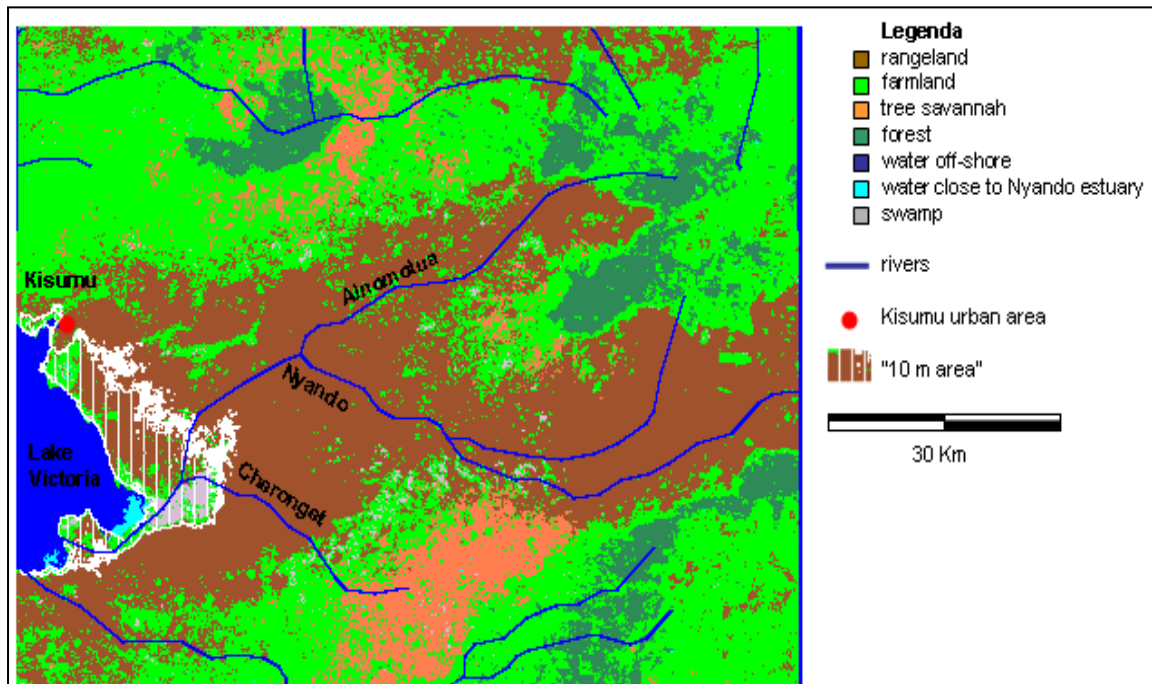 Legenda
rangeland
farmland
tree savannah
forest
water off-shore
water close to Nyando estuary
swamp
rivers
Kisumu urban area
"10 m area"
30 Km
Kisumu
Ainomotua
Nyando
Lake
Victoria
Charonget